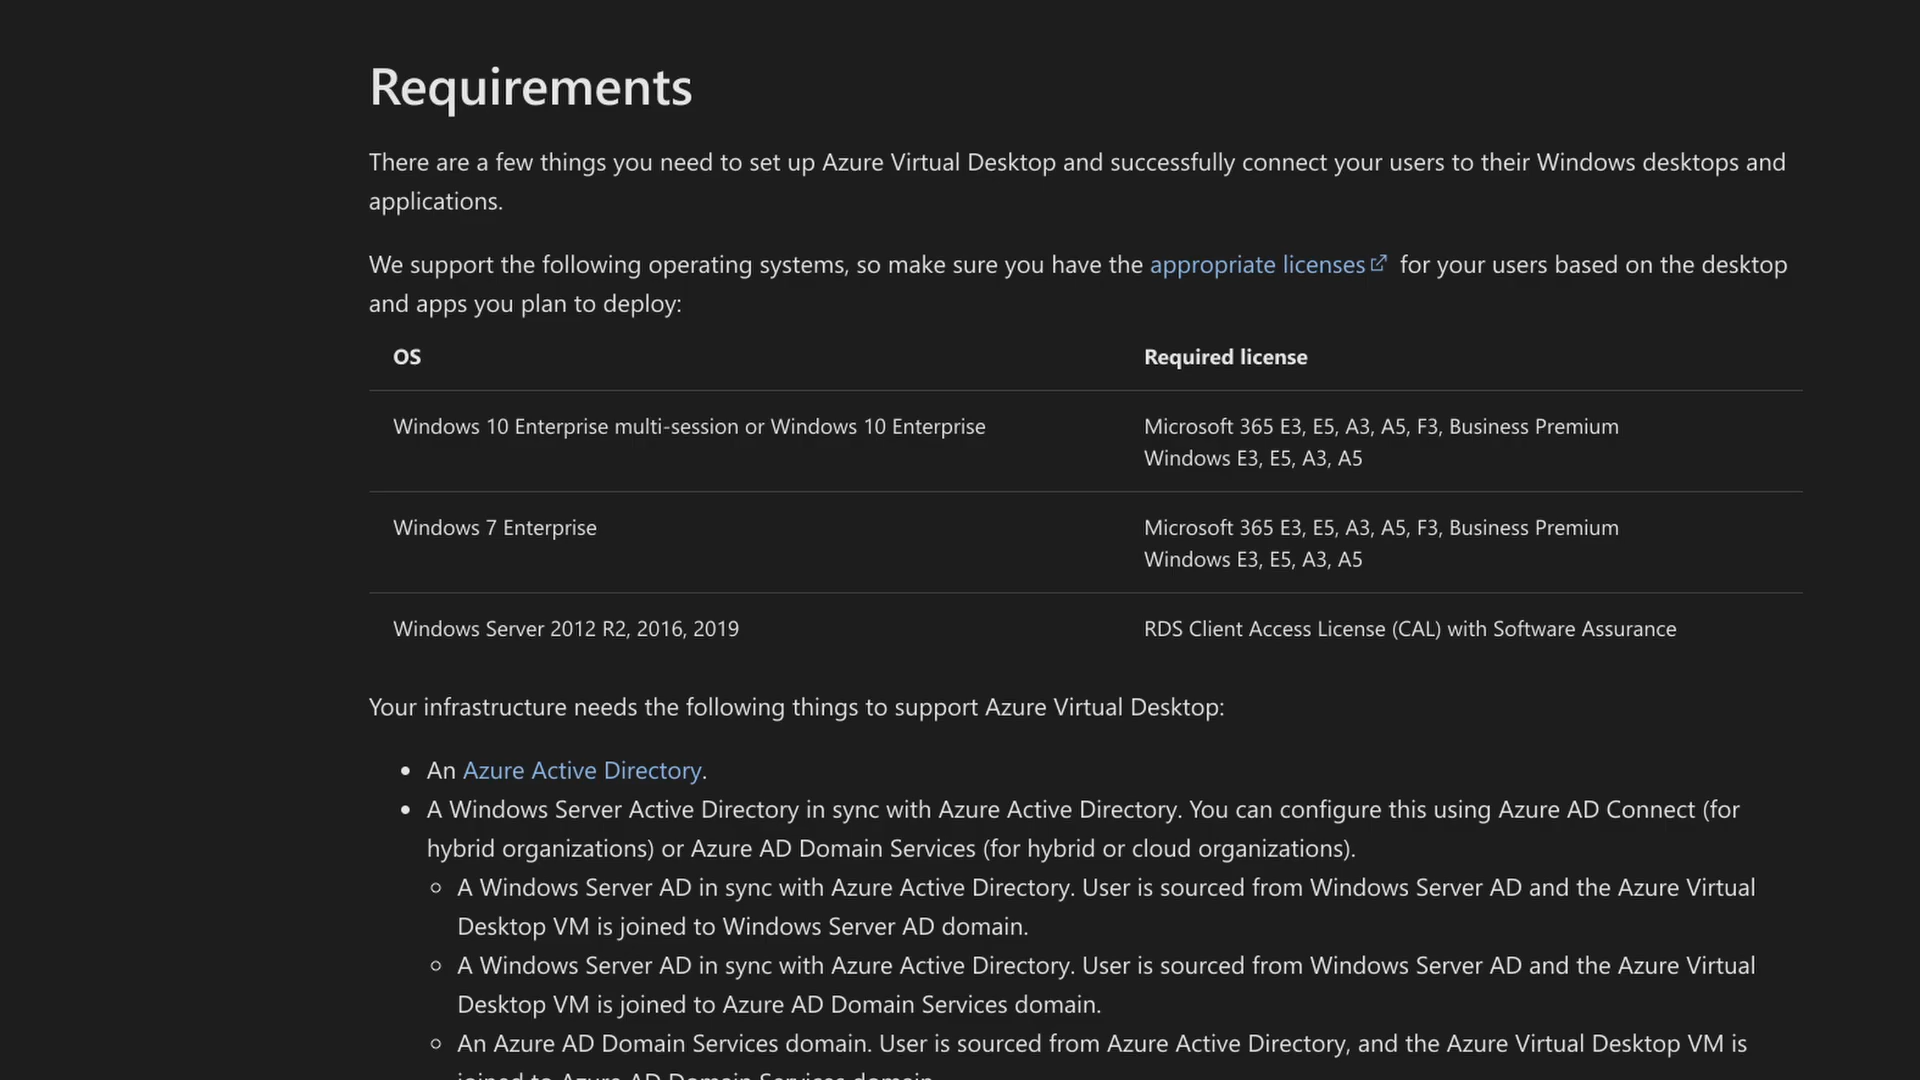 Requirements
There are a few things you need to set up Azure Virtual Desktop and successfully connect your users to their Windows desktops and
applications.
We support the following operating systems, so make sure you have the appropriate licenses for your users based on the desktop
and apps you plan to deploy:
OS Required license
Windows 10 Enterprise multi-session or Windows 10 Enterprise Microsoft 365 E3, E5, A3, A5, F3, Business Premium
Windows E3, E5, A3, A5
Windows 7 Enterprise Microsoft 365 E3, E5, A3, A5, F3, Business Premium
Windows E3, E5, A3, A5
Windows Server 2012 R2, 2016, 2019 RDS Client Access License (CAL) with Software Assurance
Your infrastructure needs the following things to support Azure Virtual Desktop:
• An Azure Active Directory.
• A Windows Server Active Directory in sync with Azure Active Directory. You can configure this using Azure AD Connect (for
hybrid organizations) or Azure AD Domain Services (for hybrid or cloud organizations).
○ A Windows Server AD in sync with Azure Active Directory. User is sourced from Windows Server AD and the Azure Virtual
Desktop VM is joined to Windows Server AD domain.
○ A Windows Server AD in sync with Azure Active Directory. User is sourced from Windows Server AD and the Azure Virtual
Desktop VM is joined to Azure AD Domain Services domain.
○ An Azure AD Domain Services domain. User is sourced from Azure Active Directory, and the Azure Virtual Desktop VM is
joined to Azure AD Domain Services domain.